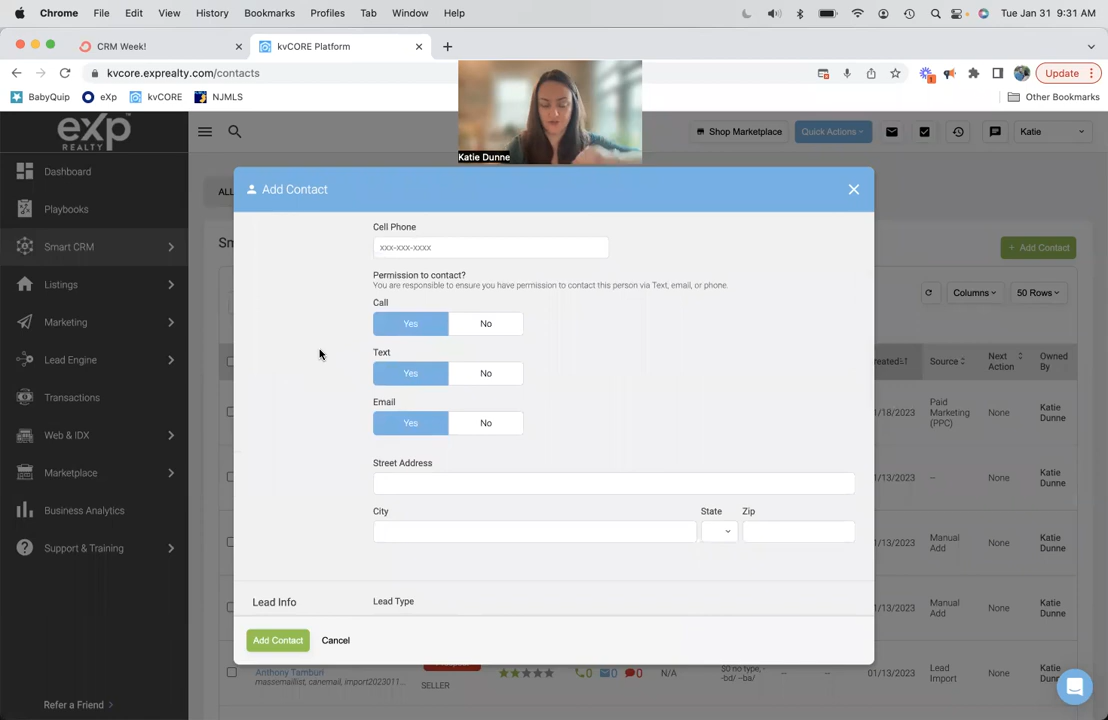 Chrome File Edit View History Bookmarks Profiles Tab Window Help Tue Jan 31 9:31 AM
CRM Week! kvCORE Platform
kvcore.exprealty.com/contacts 1 Update
BabyQuip eXp kvCORE NJMLS Other Bookmarks
eXp
REALTY
Shop Marketplace Quick Actions Katie
Katie Dunne
Dashboard
Playbooks
Smart CRM
Listings
Marketing
Lead Engine
Transactions
Web & IDX
Marketplace
Business Analytics
Support & Training
Refer a Friend
ALL
Sm
+ Add Contact
Columns 50 Rows
Add Contact
Cell Phone
xxx-xxx-xxxx
Permission to contact?
You are responsible to ensure you have permission to contact this person via Text, email, or phone.
Call
Yes No
Text
Yes No
Email
Yes No
Street Address
City State Zip
Lead Info Lead Type
Add Contact Cancel
reated Source Next Action Owned By
/18/2023 Paid Marketing (PPC) None Katie Dunne
/13/2023 -- None Katie Dunne
/13/2023 Manual Add None Katie Dunne
/13/2023 Manual Add None Katie Dunne
Anthony Tamburi
massemaillist, canemail, import2023011...
SELLER
0 0 0 N/A
$0 no type, -
-bd/ --ba/
-- -- 01/13/2023 Lead Import None Katie Dunne